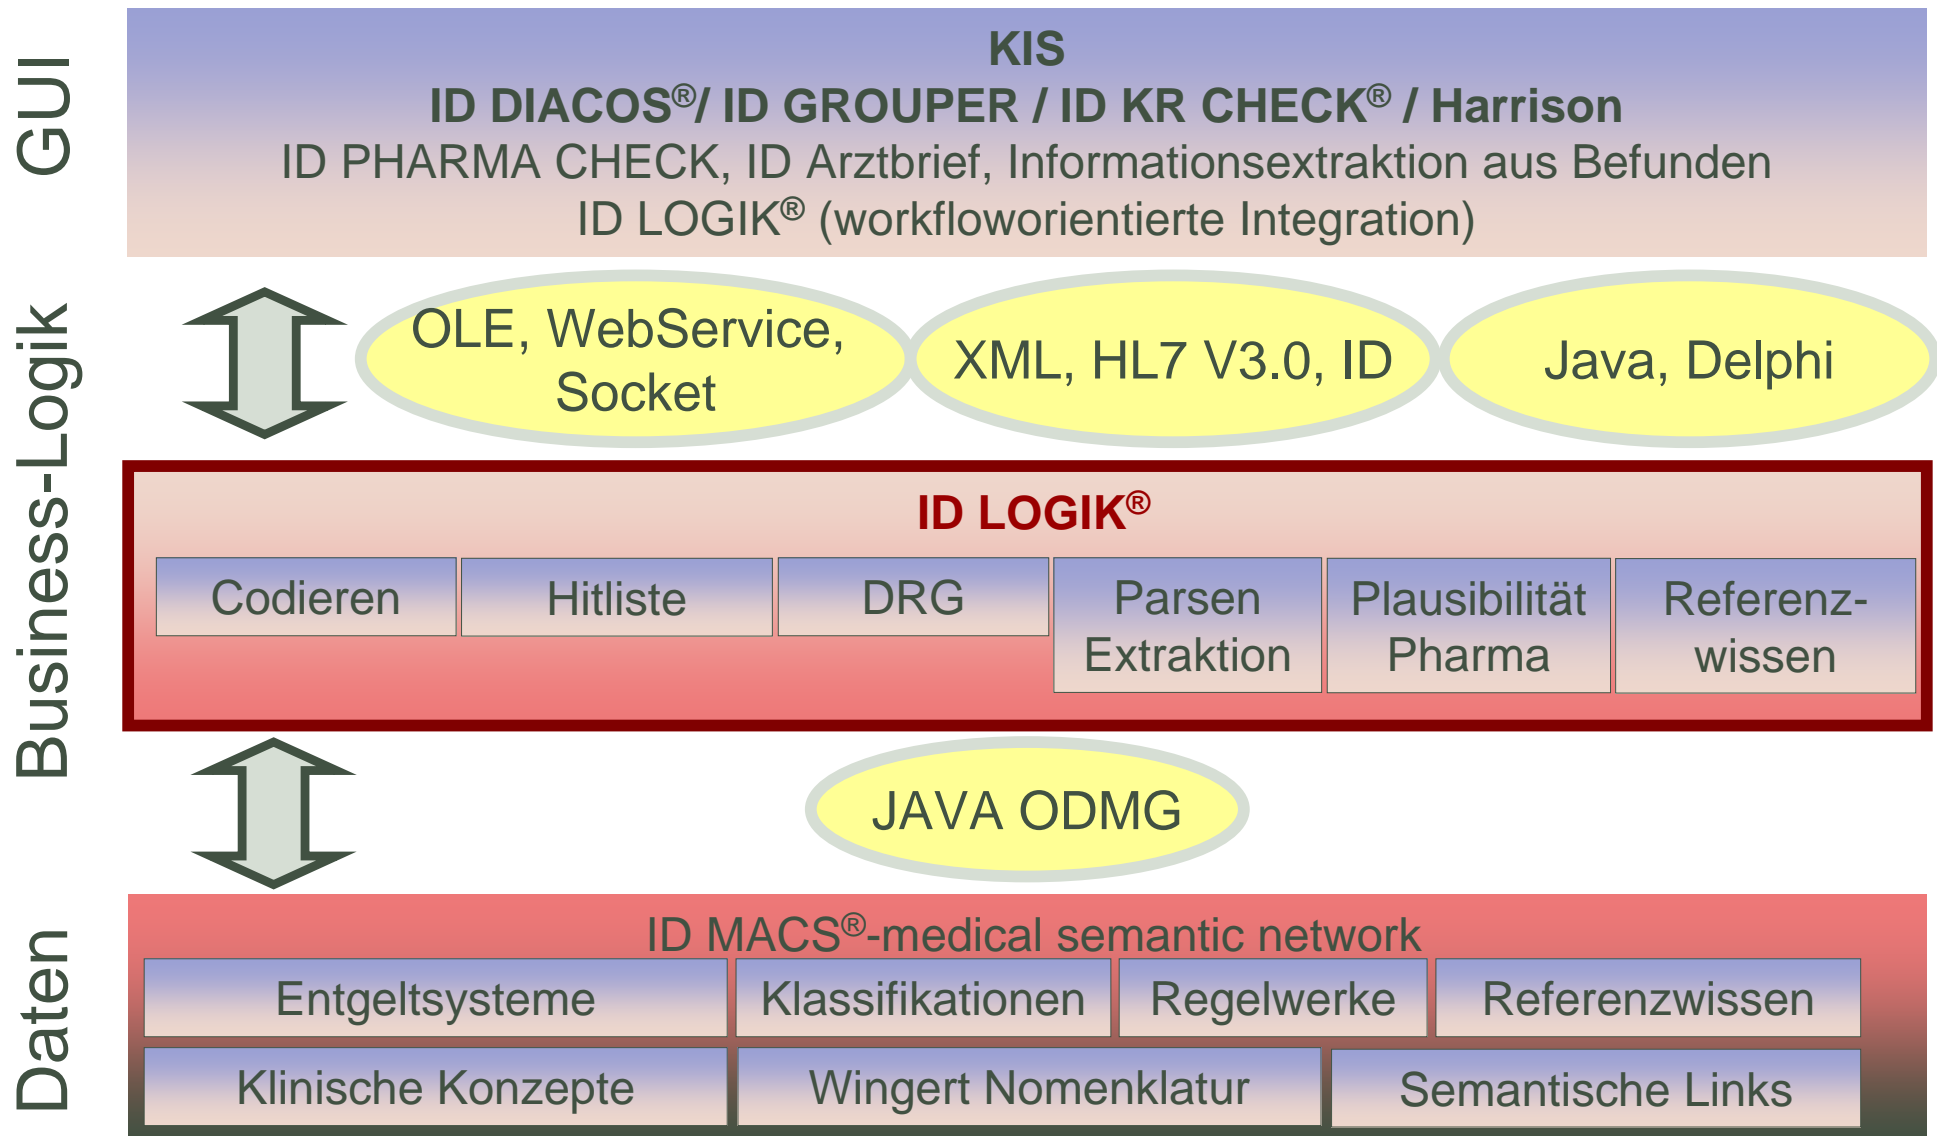 GUI
KIS
ID DIACOS®/ ID GROUPER / ID KR CHECK® / Harrison
ID PHARMA CHECK, ID Arztbrief, Informationsextraktion aus Befunden
ID LOGIK® (workfloworientierte Integration)
Business-Logik
OLE, WebService,
Socket
XML, HL7 V3.0, ID
Java, Delphi
ID LOGIK®
Codieren
Hitliste
DRG
Parsen
Extraktion
Plausibilität
Pharma
Referenz-
wissen
JAVA ODMG
Daten
ID MACS®-medical semantic network
Entgeltsysteme
Klassifikationen
Regelwerke
Referenzwissen
Klinische Konzepte
Wingert Nomenklatur
Semantische Links